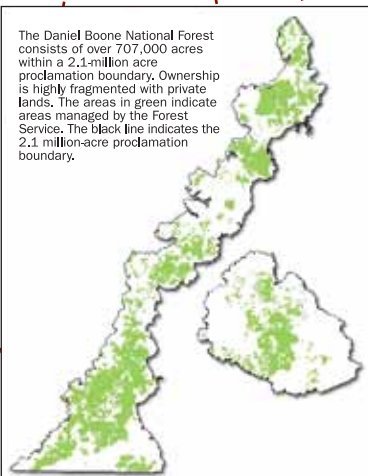 The Daniel Boone National Forest
consists of over 707,000 acres
within a 2.1-million acre
proclamation boundary. Ownership
is highly fragmented with private
lands. The areas in green indicate
areas managed by the Forest
Service. The black line indicates the
2.1 million-acre proclamation
boundary.